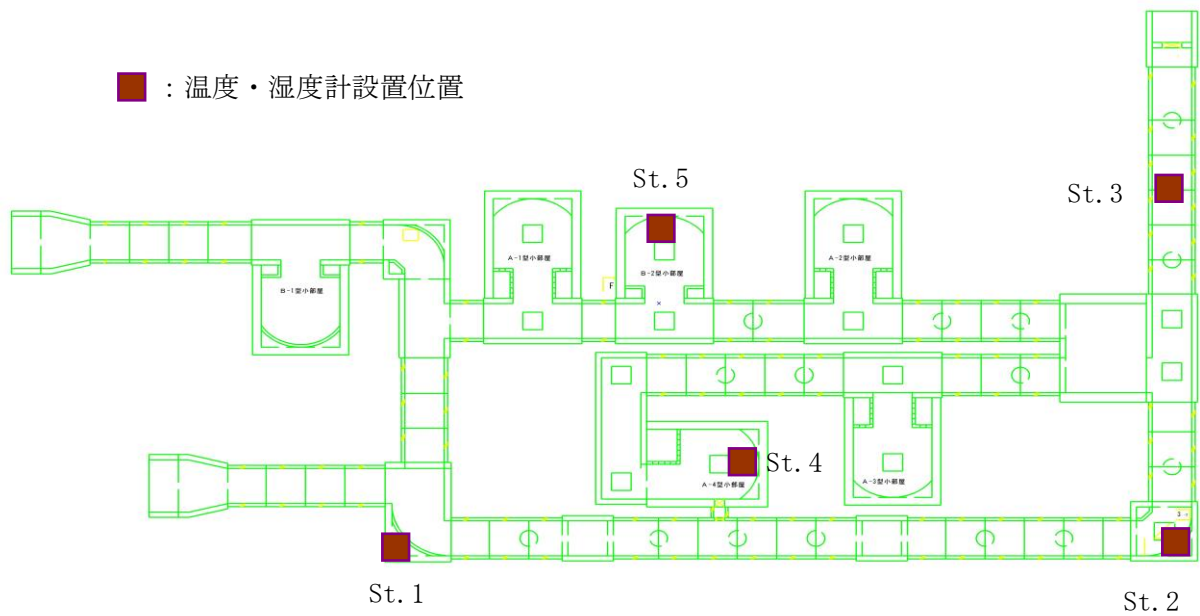 ：温度・湿度計設置位置
St. 5
St. 3
A-1型小部屋
B-2型小部屋
A-2型小部屋
B-1型小部屋
F
×
St. 4
A-4型小部屋
A-3型小部屋
3
St. 1
St. 2